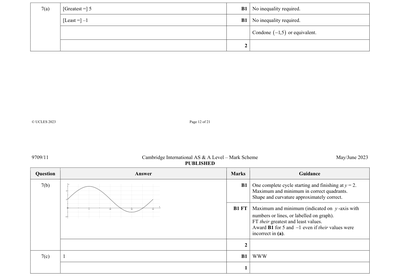 7(a) [Greatest =] 5 B1 No inequality required.
[Least =] –1 B1 No inequality required.
Condone {−1,5} or equivalent.
2
© UCLES 2023 Page 12 of 21
9709/11 Cambridge International AS & A Level – Mark Scheme May/June 2023
PUBLISHED
Question Answer Marks Guidance
7(b) B1 One complete cycle starting and finishing at y = 2.
Maximum and minimum in correct quadrants.
Shape and curvature approximately correct.
B1 FT Maximum and minimum (indicated on y-axis with
numbers or lines, or labelled on graph).
FT their greatest and least values.
Award B1 for 5 and −1 even if their values were
incorrect in (a).
2
7(c) 1 B1 WWW
1